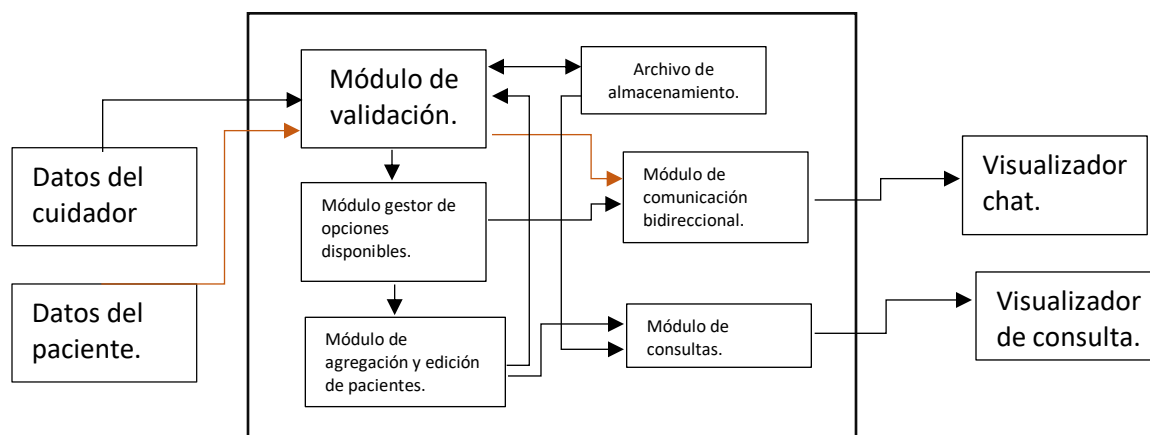 Datos del
cuidador
Datos del
paciente.
Módulo de
validación.
Archivo de
almacenamiento.
Módulo gestor de
opciones
disponibles.
Módulo de
comunicación
bidireccional.
Módulo de
agregación y edición
de pacientes.
Módulo de
consultas.
Visualizador
chat.
Visualizador
de consulta.